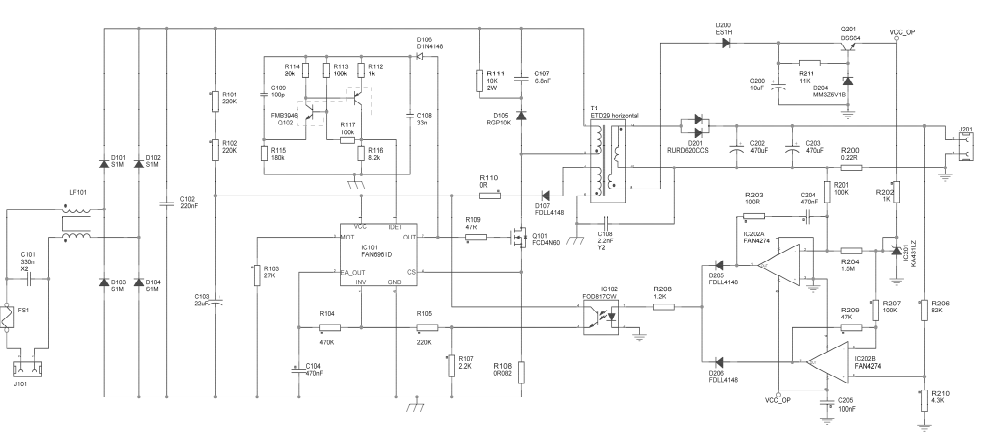 D200
ES1H
Q201
VCC_OP
D106
D1N4148
R114
20k
R113
100k
R112
1k
R111
10K
2W
C107
6.8nF
R211
11K
C200
10uF
D204
MM3Z6V1B
C109
100p
R101
220K
FMB3946
Q102
R117
100k
C108
33n
D105
RGP10K
T1
ETD29 horizontal
D201
RURD620CCS
C202
470uF
C203
470uF
R200
0.22R
J201
R102
220K
R115
180k
R116
8.2k
D101
S1M
D102
S1M
R110
0R
D107
FDLL4148
R201
100K
R202
1K
R203
100R
C204
470nF
LF101
C102
220nF
VCC
IDET
MOT
OUT
IC101
FAN6961D
EA_OUT
CS
INV
GND
R109
47R
Q101
FCD4N60
C108
2.2nF
Y2
IC202A
FAN4274
IC201
KA431LZ
C101
330n
X2
R103
27K
D205
FDLL4148
R204
1.5M
D103
S1M
D104
S1M
C103
22uF
IC102
FOD817CW
R208
1.2K
R207
100K
R206
82K
FS1
R104
470K
R105
220K
R209
47K
C104
470nF
R107
2.2K
R108
0R082
D206
FDLL4148
IC202B
FAN4274
J101
VCC_OP
C205
100nF
R210
4.3K